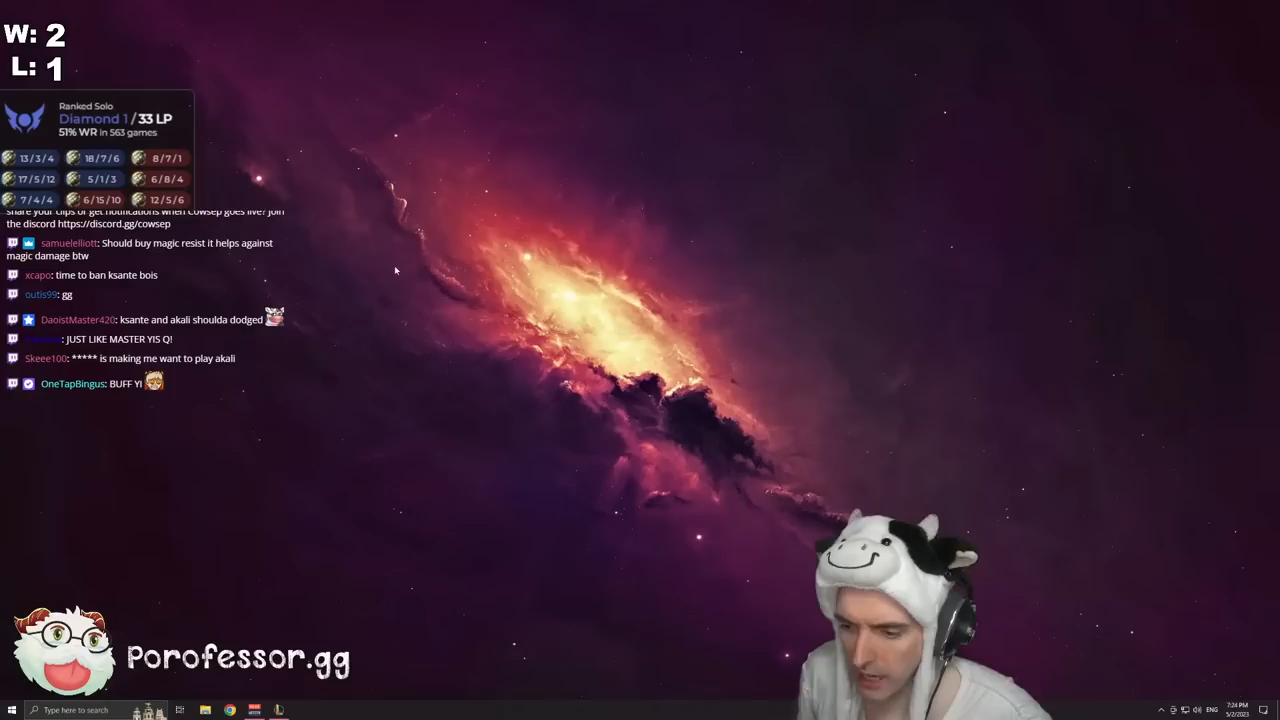 W: 2
L: 1
Ranked Solo
Diamond 1 / 33 LP
51% WR in 563 games
13/3/4 18/7/6 8/7/1
17/5/12 5/1/3 6/8/4
7/4/4 6/15/10 12/5/6
share your clips or get notifications when Cowsep goes live? Join
the discord https://discord.gg/cowsep
samuelelliott: Should buy magic resist it helps against
magic damage btw
xcapo: time to ban ksante bois
outis99: gg
DaoistMaster420: ksante and akali shoulda dodged
: JUST LIKE MASTER YIS Q!
Skeee100: ***** is making me want to play akali
OneTapBingus: BUFF YI
Porofessor.gg
Type here to search
ENG
7:24 PM
5/2/2023